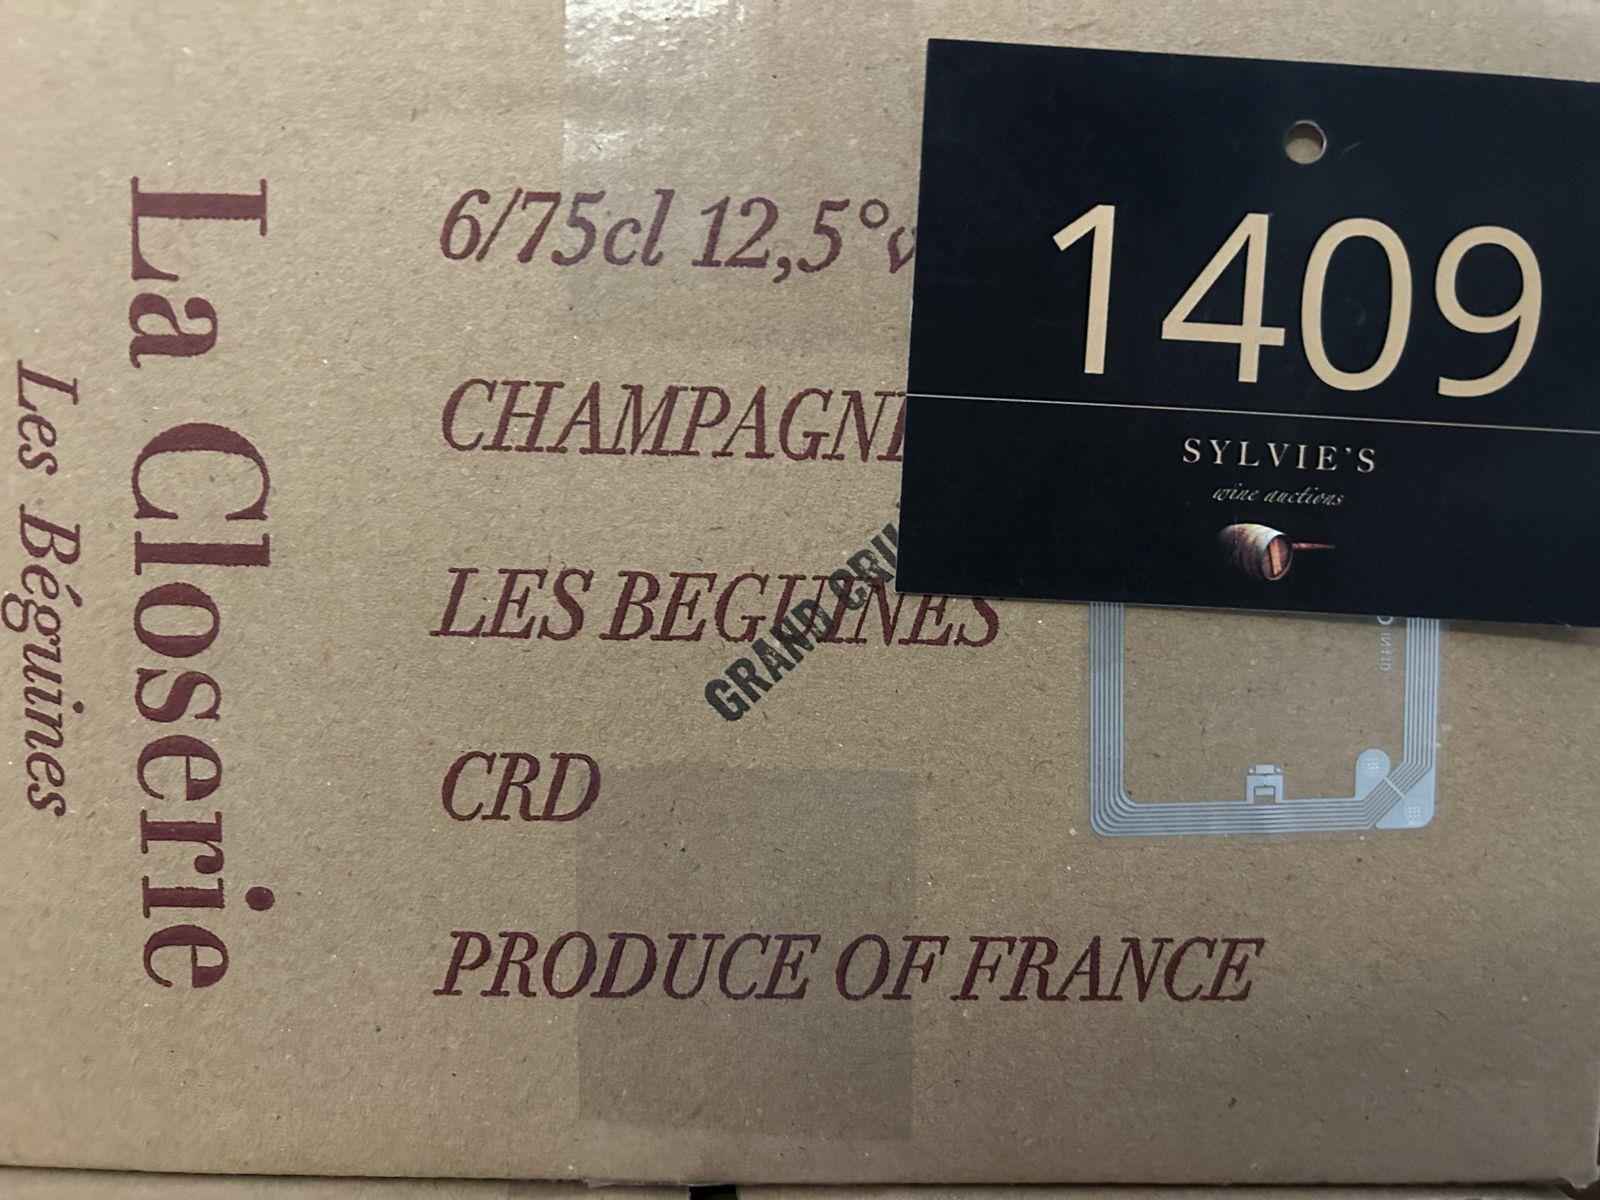 La Closerie
Les Béguines
6/75cl 12,5°v
CHAMPAGN
LES BEGUINES
GRAND CRU
CRD
PRODUCE OF FRANCE
1409
SYLVIE'S
wine auctions